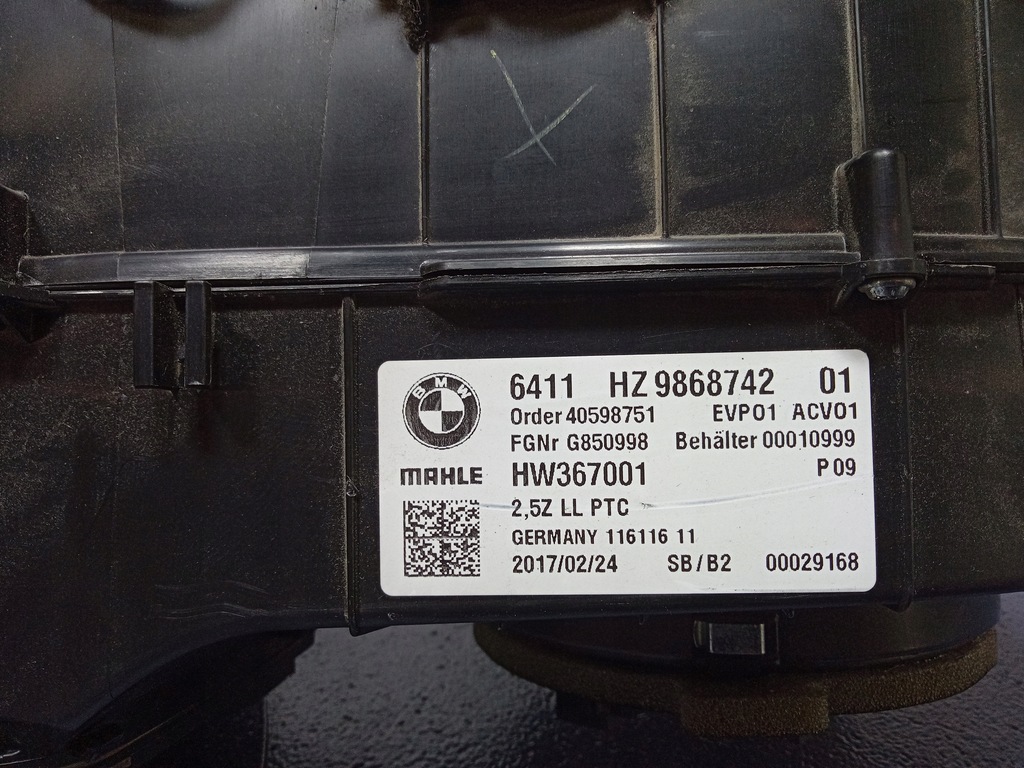 BMW
6411 HZ 9868742 01
Order 40598751 EVP01 ACV01
FGNr G850998 Behälter 00010999
MAHLE HW367001 P 09
2,5Z LL PTC
GERMANY 116116 11
2017/02/24 SB/B2 00029168